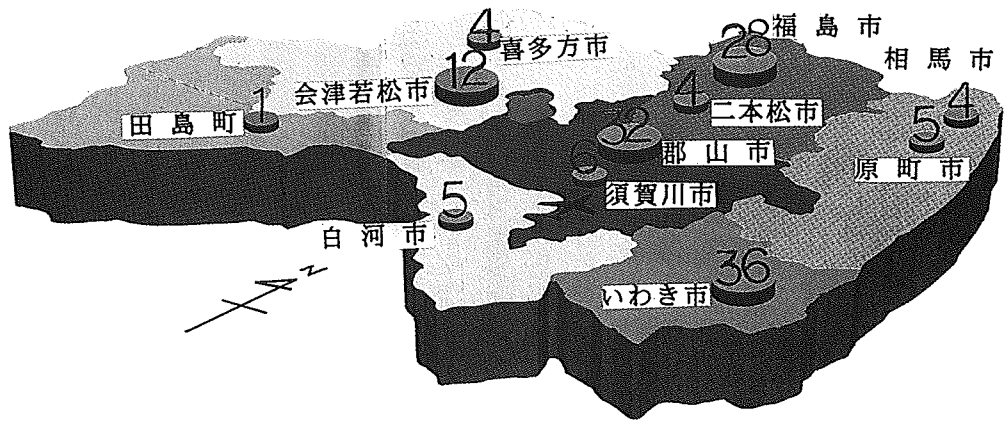 4
喜多方市
12
会津若松市
1
田島町
28
福島市
4
二本松市
相馬市
4
5
原町市
32
郡山市
6
須賀川市
5
白河市
36
いわき市
N